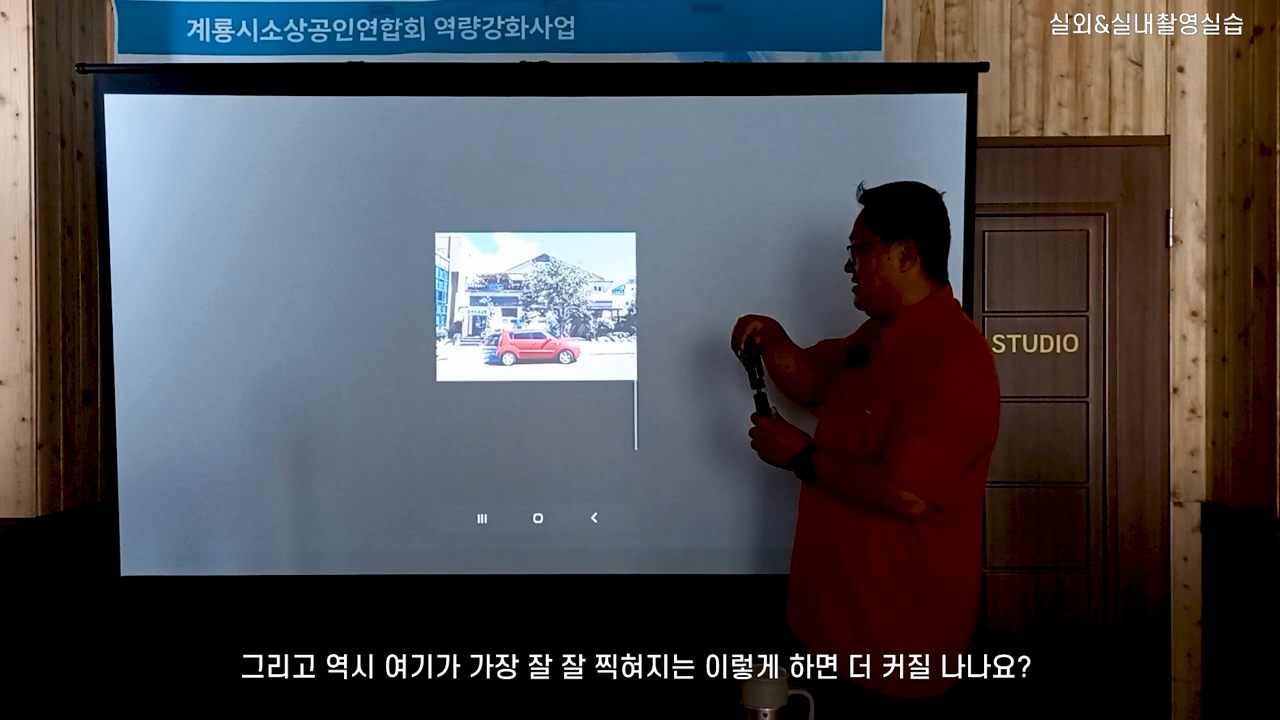 계룡시소상공인연합회 역량강화사업
실외&실내촬영실습
STUDIO
그리고 역시 여기가 가장 잘 잘 찍혀지는 이렇게 하면 더 커질 나나요?